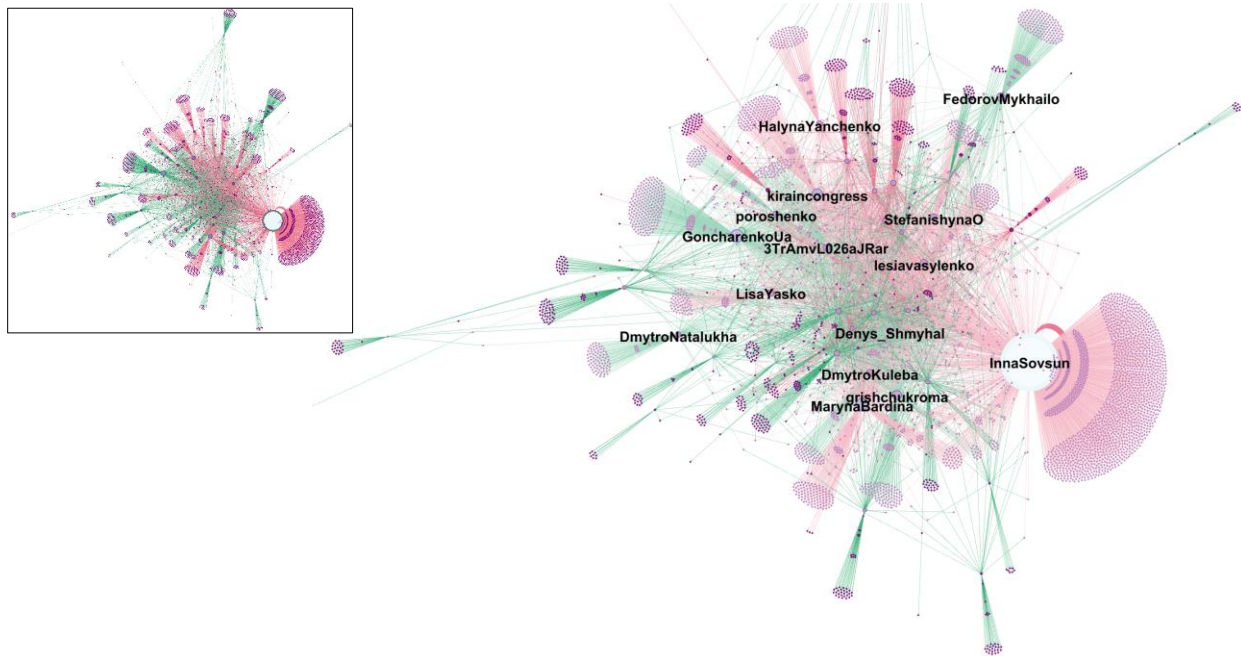 FedorovMykhailo
HalynaYanchenko
kiraincongress
poroshenko
StefanishynaO
GoncharenkoUa
3TrAmvL026aJRar
lesiavasylenko
LisaYasko
DmytroNatalukha
Denys_Shmyhal
InnaSovsun
DmytroKuleba
grishchukroma
MarynaBardina